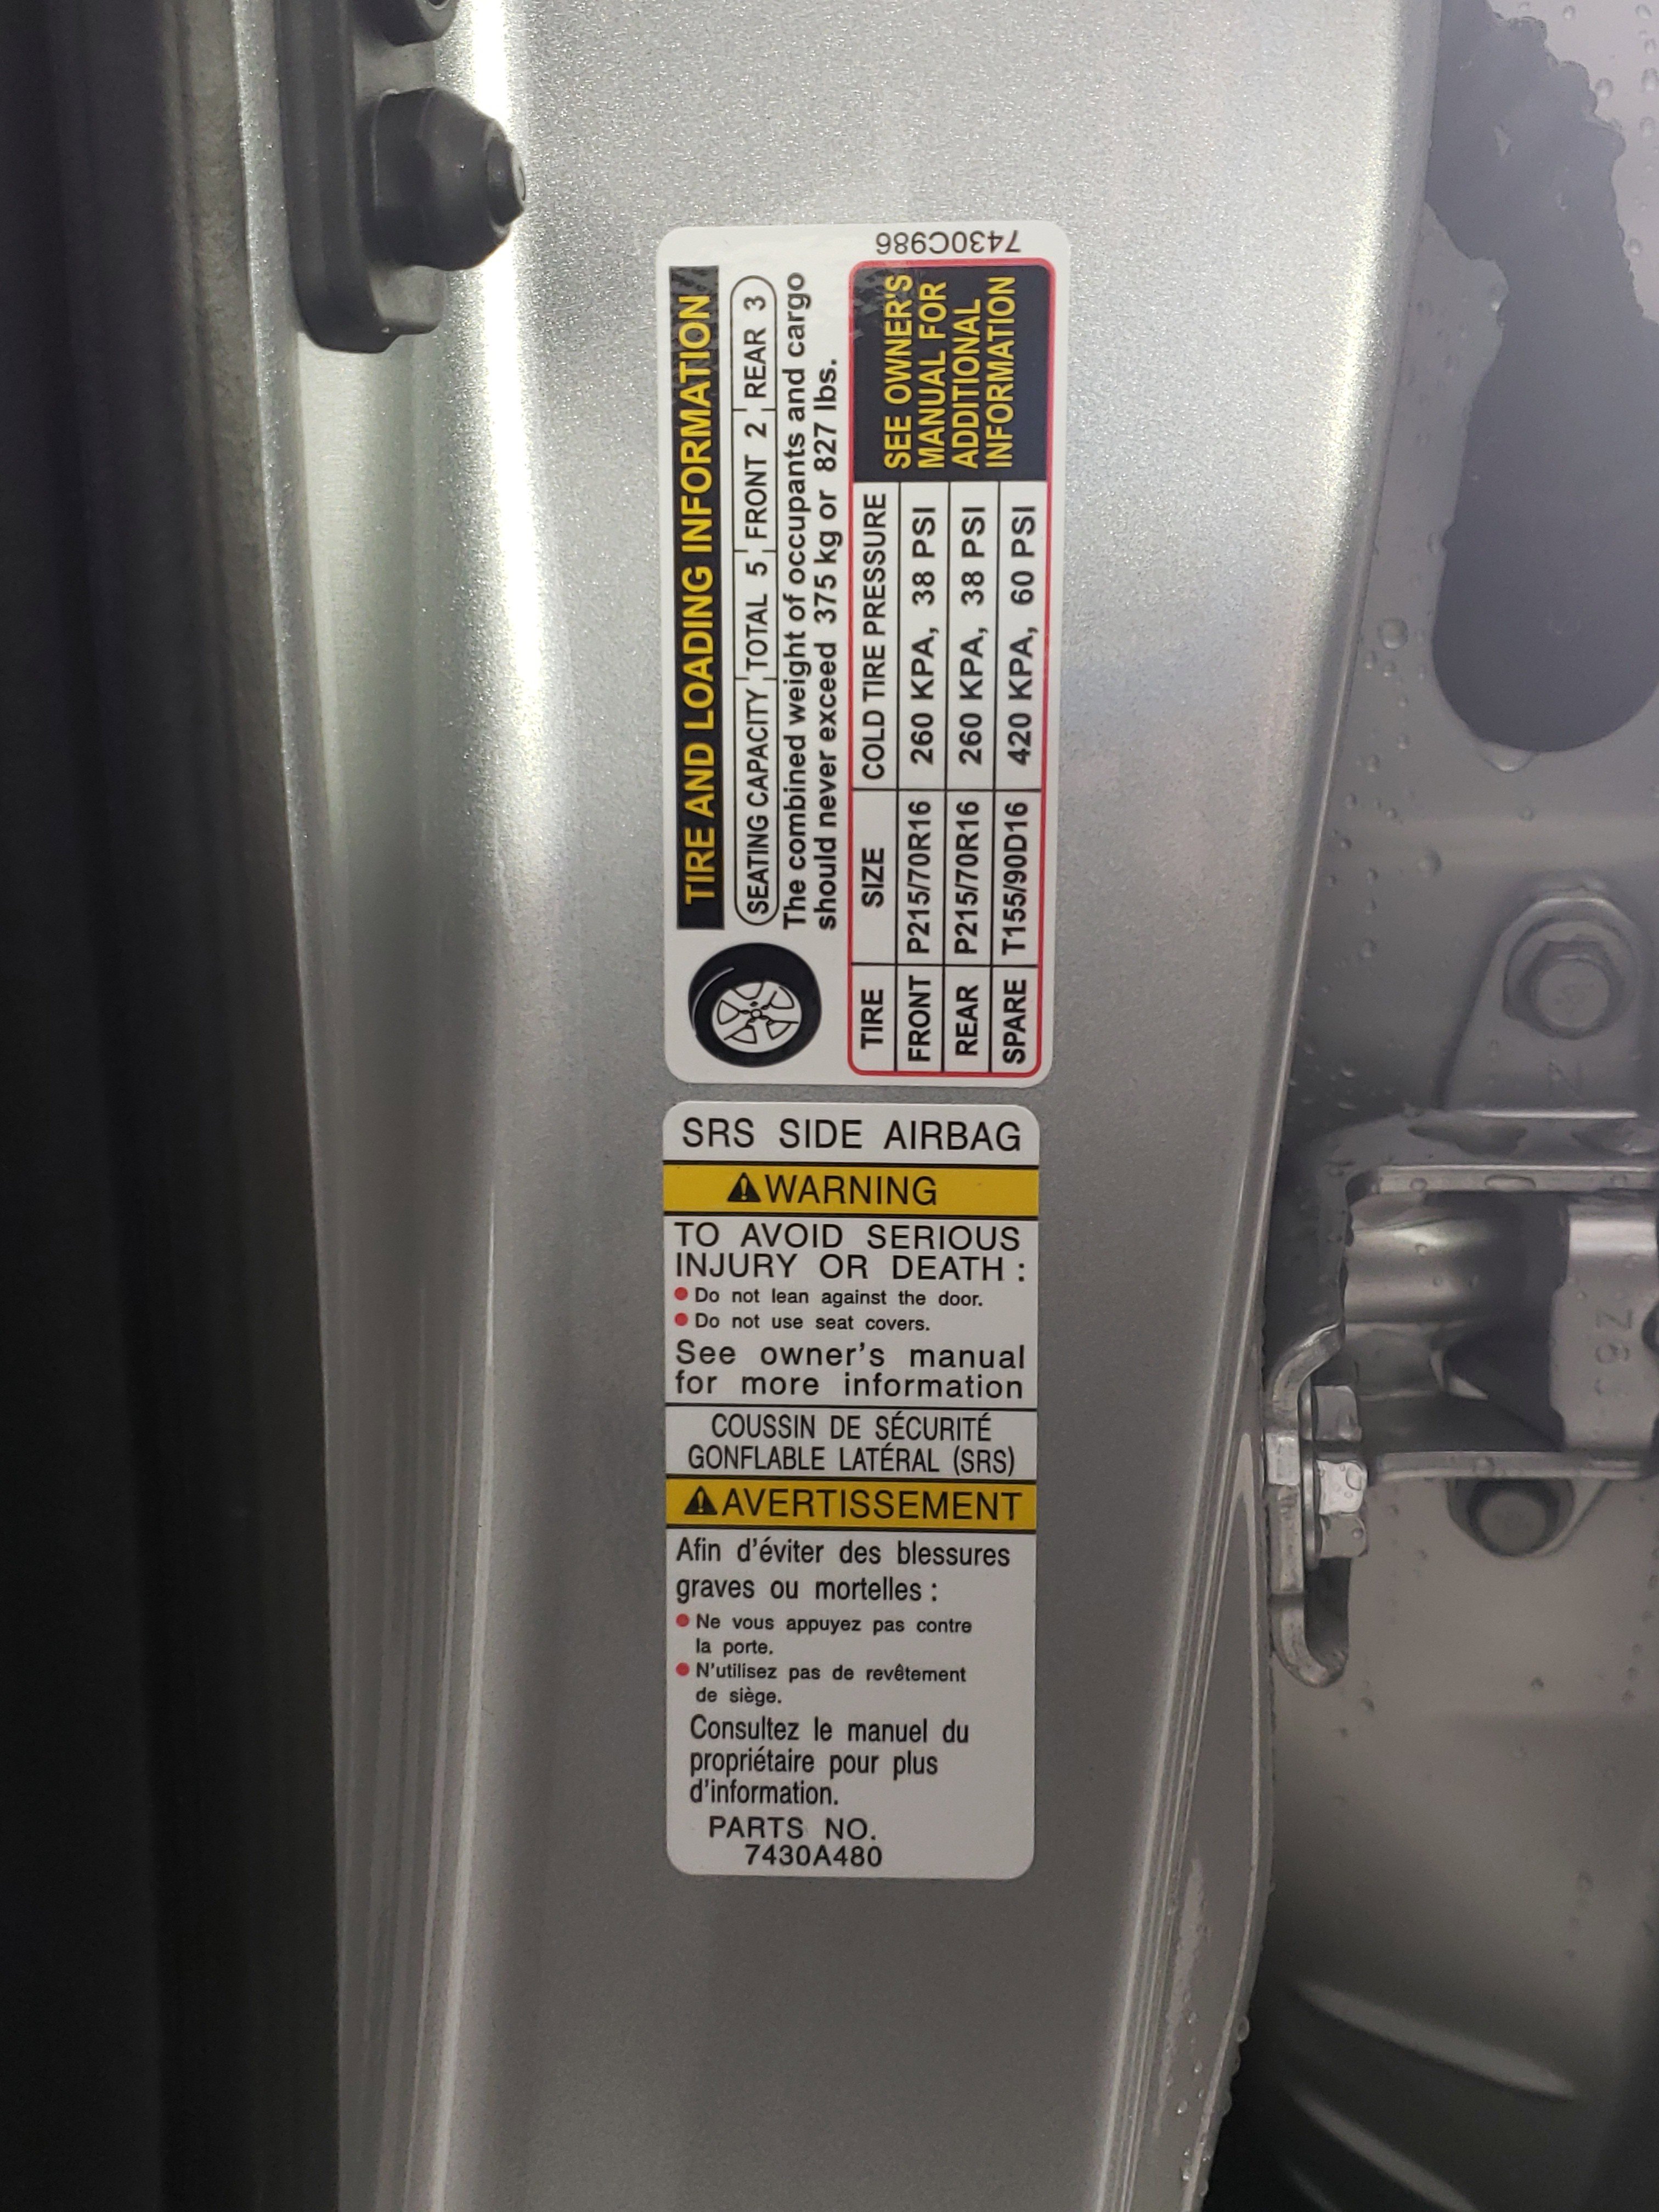 7430C986
TIRE AND LOADING INFORMATION
SEATING CAPACITY TOTAL 5 FRONT 2 REAR 3
The combined weight of occupants and cargo
should never exceed 375 kg or 827 lbs.
TIRE SIZE COLD TIRE PRESSURE
FRONT P215/70R16 260 KPA, 38 PSI
REAR P215/70R16 260 KPA, 38 PSI
SPARE T155/90D16 420 KPA, 60 PSI
SEE OWNER'S
MANUAL FOR
ADDITIONAL
INFORMATION
SRS SIDE AIRBAG
WARNING
TO AVOID SERIOUS
INJURY OR DEATH :
Do not lean against the door.
Do not use seat covers.
See owner's manual
for more information
COUSSIN DE SÉCURITÉ
GONFLABLE LATÉRAL (SRS)
AVERTISSEMENT
Afin d'éviter des blessures
graves ou mortelles :
Ne vous appuyez pas contre
la porte.
N'utilisez pas de revêtement
de siège.
Consultez le manuel du
propriétaire pour plus
d'information.
PARTS NO.
7430A480